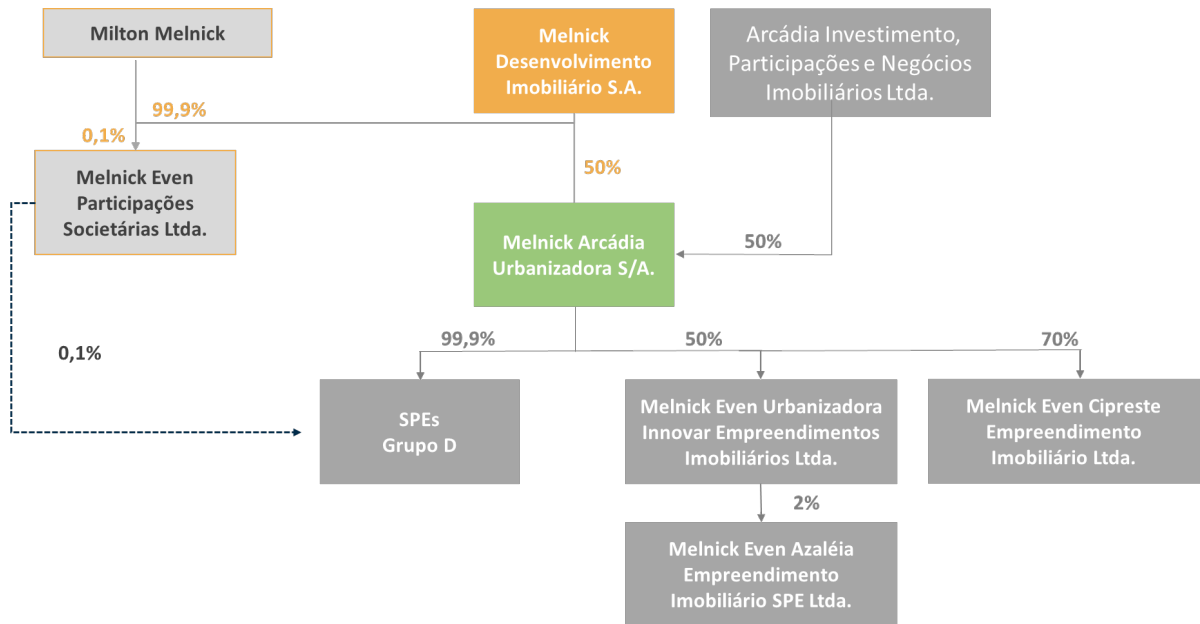 Milton Melnick
Melnick
Desenvolvimento
Imobiliário S.A.
Arcádia Investimento,
Participações e Negócios
Imobiliários Ltda.
99,9%
0,1%
Melnick Even
Participações
Societárias Ltda.
50%
Melnick Arcádia
Urbanizadora S/A.
50%
0,1%
99,9%
50%
70%
SPEs
Grupo D
Melnick Even Urbanizadora
Innovar Empreendimentos
Imobiliários Ltda.
Melnick Even Cipreste
Empreendimento
Imobiliário Ltda.
2%
Melnick Even Azaléia
Empreendimento
Imobiliário SPE Ltda.